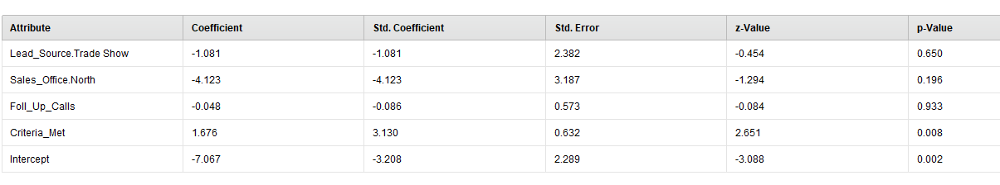 Attribute Coefficient Std. Coefficient Std. Error z-Value p-Value
Lead_Source.Trade Show -1.081 -1.081 2.382 -0.454 0.650
Sales_Office.North -4.123 -4.123 3.187 -1.294 0.196
Foll_Up_Calls -0.048 -0.086 0.573 -0.084 0.933
Criteria_Met 1.676 3.130 0.632 2.651 0.008
Intercept -7.067 -3.208 2.289 -3.088 0.002